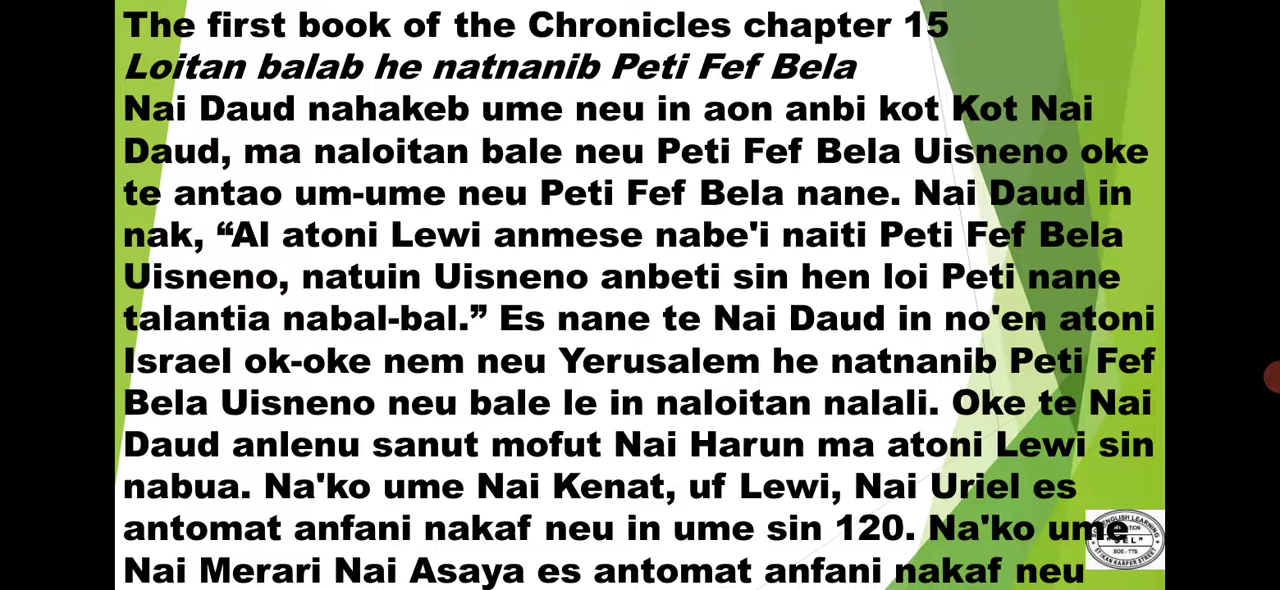 The first book of the Chronicles chapter 15
Loitan balab he natnanib Peti Fef Bela
Nai Daud nahakeb ume neu in aon anbi kot Kot Nai
Daud, ma naloitan bale neu Peti Fef Bela Uisneno oke
te antao um-ume neu Peti Fef Bela nane. Nai Daud in
nak, “Al atoni Lewi anmese nabe'i naiti Peti Fef Bela
Uisneno, natuin Uisneno anbeti sin hen loi Peti nane
talantia nabal-bal.” Es nane te Nai Daud in no'en atoni
Israel ok-oke nem neu Yerusalem he natnanib Peti Fef
Bela Uisneno neu bale le in naloitan nalali. Oke te Nai
Daud anlenu sanut mofut Nai Harun ma atoni Lewi sin
nabua. Na'ko ume Nai Kenat, uf Lewi, Nai Uriel es
antomat anfani nakaf neu in ume sin 120. Na'ko ume
Nai Merari Nai Asaya es antomat anfani nakaf neu
ENGLISH LEARNING
"SEL"
SOE - TTS